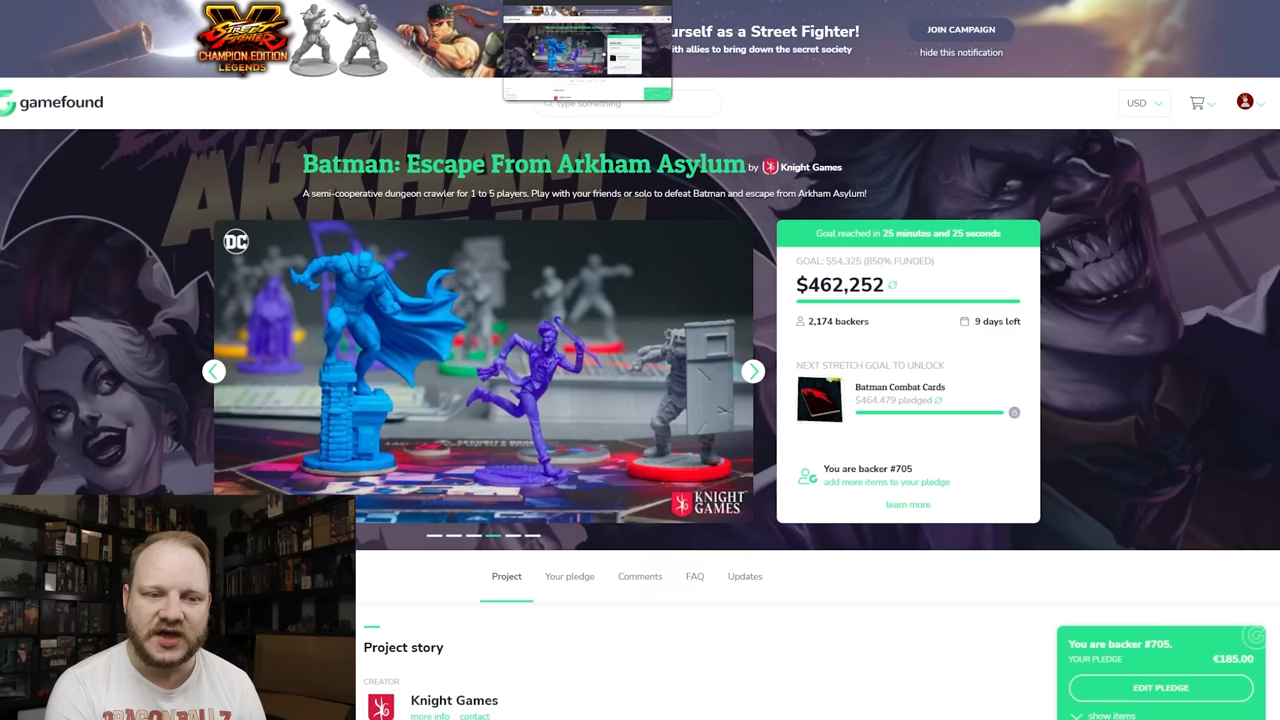 STREET FIGHTER
CHAMPION EDITION
LEGENDS
urself as a Street Fighter!
ith allies to bring down the secret society
JOIN CAMPAIGN
hide this notification
gamefound
type something
USD
Batman: Escape From Arkham Asylum by Knight Games
A semi-cooperative dungeon crawler for 1 to 5 players. Play with your friends or solo to defeat Batman and escape from Arkham Asylum!
DC
KNIGHT
GAMES
Goal reached in 25 minutes and 25 seconds
GOAL: $54,325 (850% FUNDED)
$462,252
2,174 backers
9 days left
NEXT STRETCH GOAL TO UNLOCK
Batman Combat Cards
$464,479 pledged
You are backer #705
add more items to your pledge
learn more
Project
Your pledge
Comments
FAQ
Updates
Project story
CREATOR
Knight Games
more info
contact
You are backer #705.
YOUR PLEDGE
€185.00
EDIT PLEDGE
show items
DRAGON BALL Z